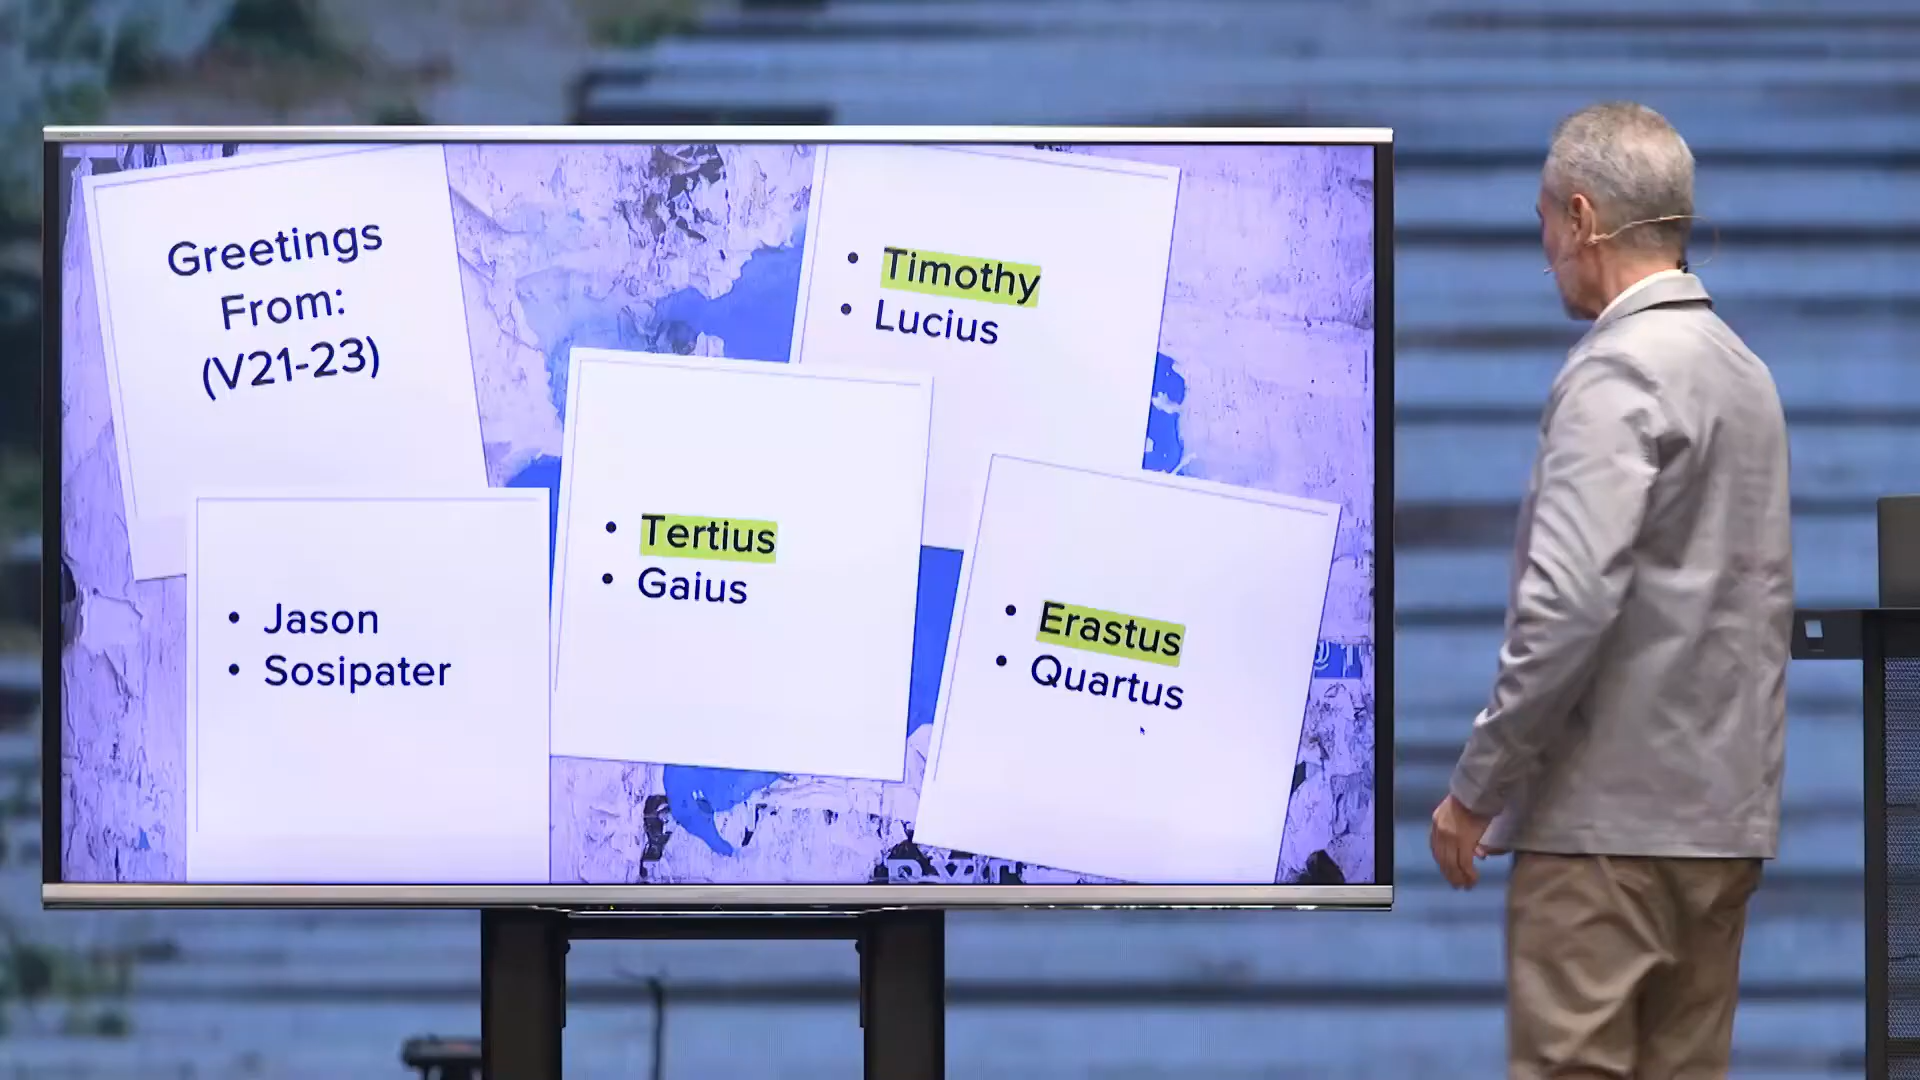 Greetings
From:
(V21-23)
• Timothy
• Lucius
• Tertius
• Gaius
• Jason
• Sosipater
• Erastus
• Quartus